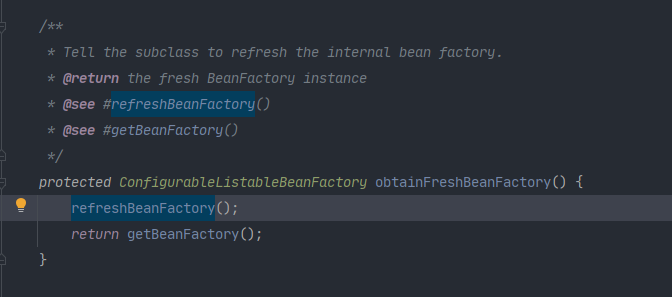 /**
* Tell the subclass to refresh the internal bean factory.
* @return the fresh BeanFactory instance
* @see #refreshBeanFactory()
* @see #getBeanFactory()
*/
protected ConfigurableListableBeanFactory obtainFreshBeanFactory() {
refreshBeanFactory();
return getBeanFactory();
}